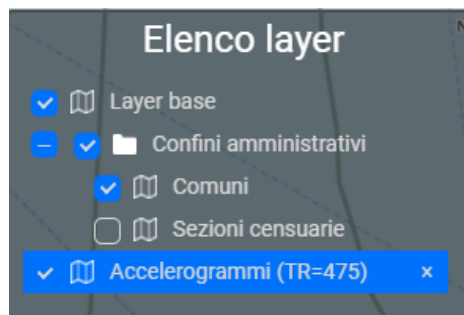 Elenco layer
Layer base
Confini amministrativi
Comuni
Sezioni censuarie
Accelerogrammi (TR=475)